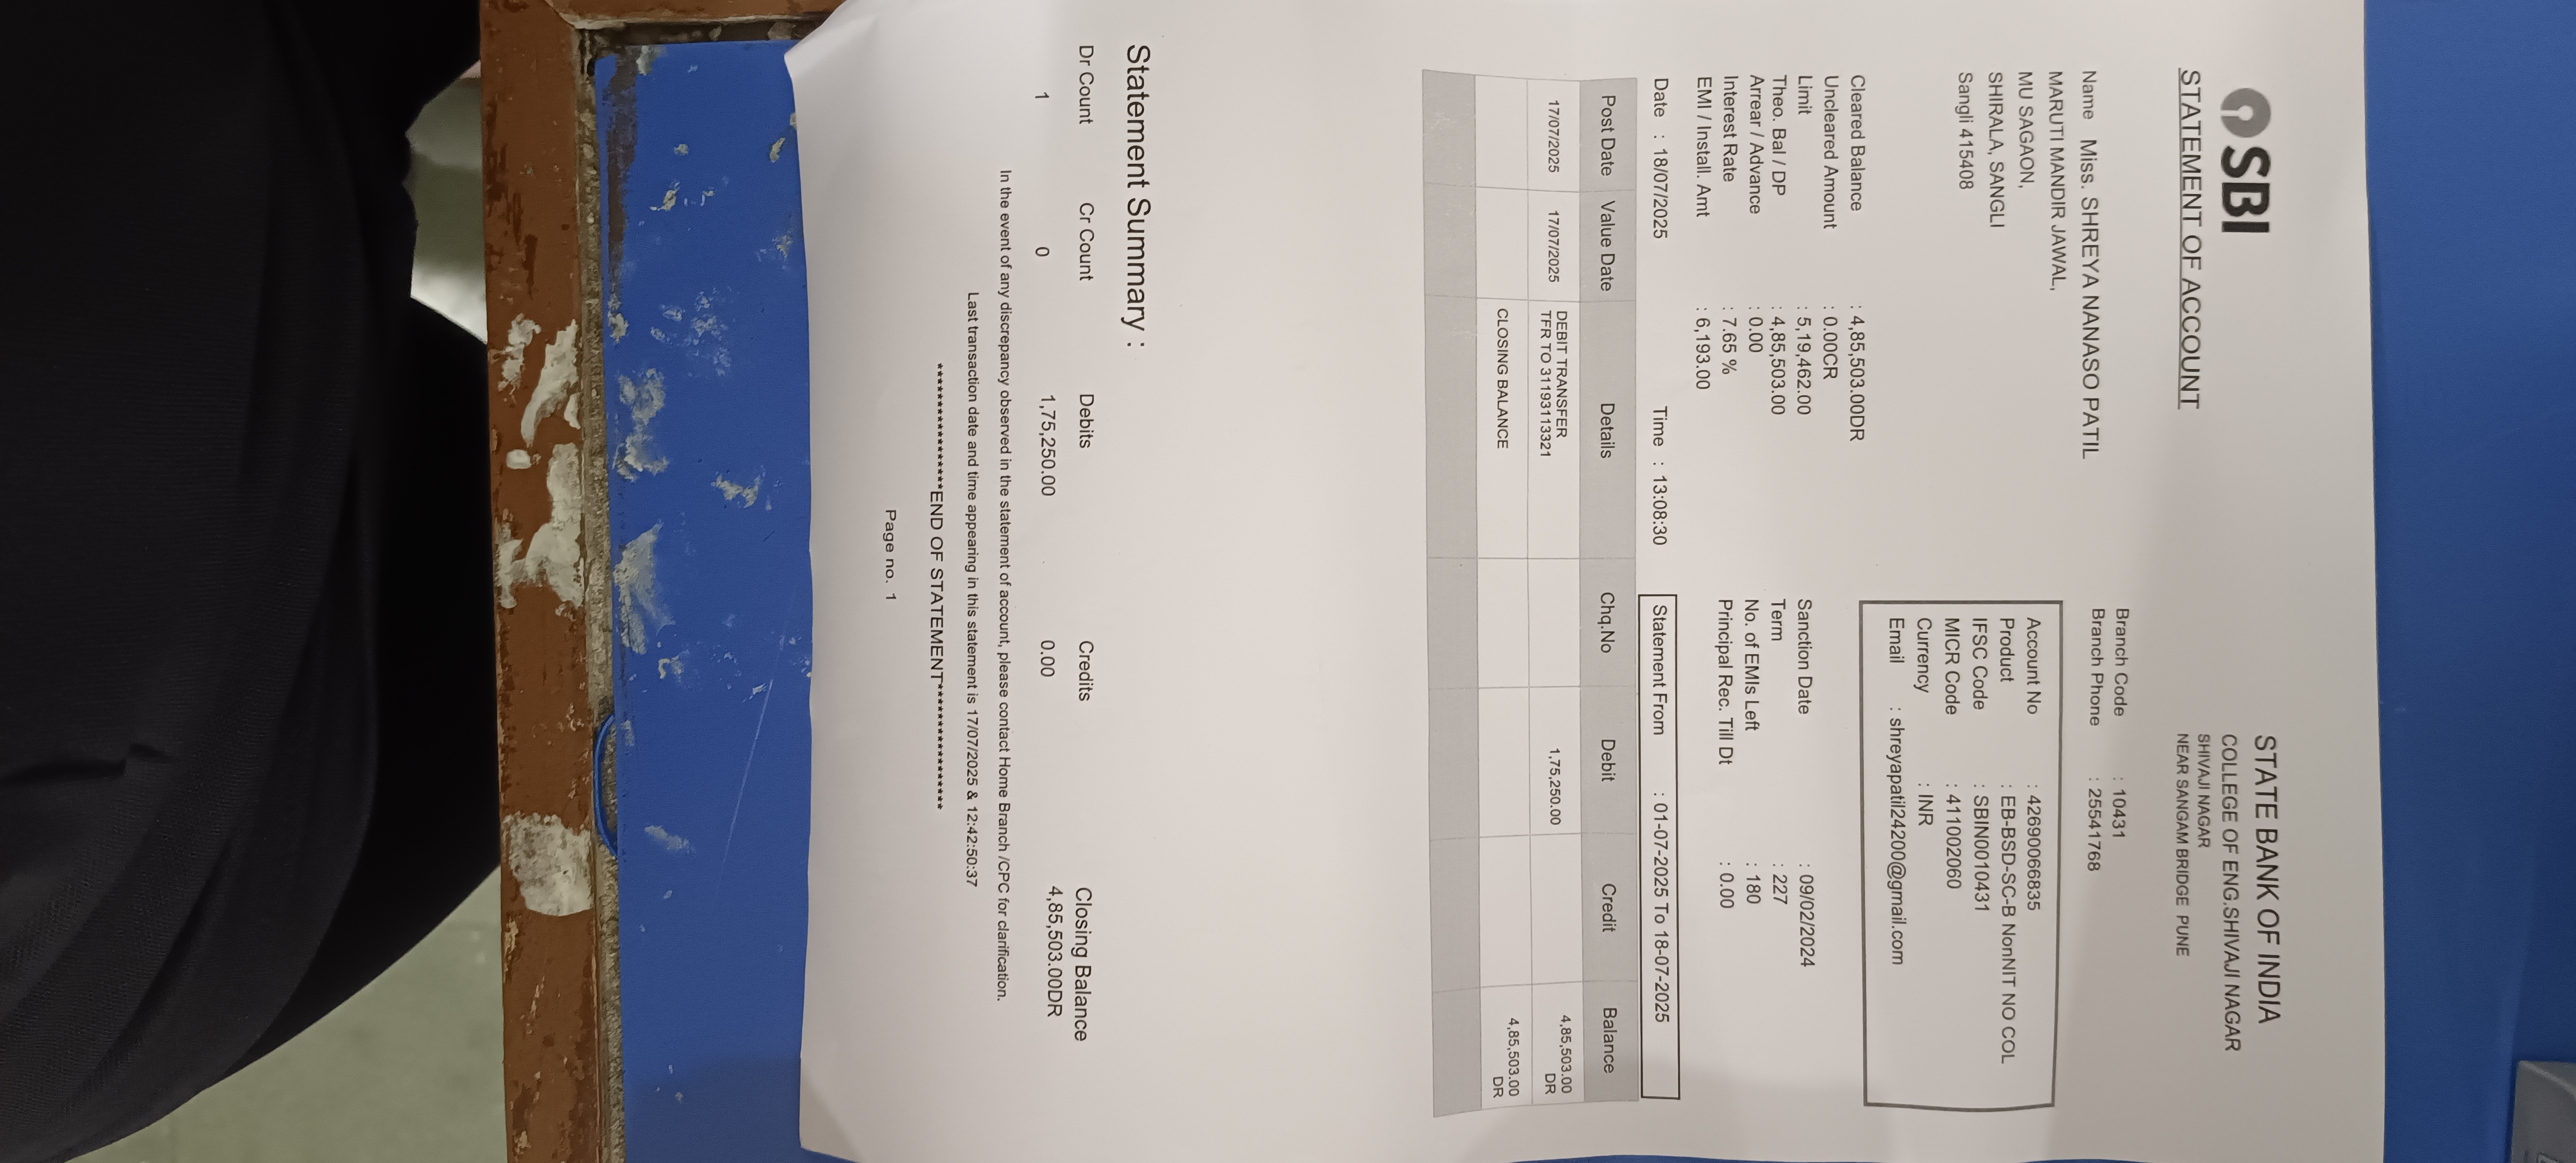 SBI
STATEMENT OF ACCOUNT
STATE BANK OF INDIA
COLLEGE OF ENG.SHIVAJI NAGAR
SHIVAJI NAGAR
NEAR SANGAM BRIDGE PUNE
Branch Code : 10431
Branch Phone : 25541768
Name Miss. SHREYA NANASO PATIL
MARUTI MANDIR JAWAL,
MU SAGAON,
SHIRALA, SANGLI
Sangli 415408
Account No : 42690066835
Product : EB-BSD-SC-B NonNIT NO COL
IFSC Code : SBIN0010431
MICR Code : 411002060
Currency : INR
Email : shreyapatil24200@gmail.com
Cleared Balance : 4,85,503.00DR
Uncleared Amount : 0.00CR
Limit : 5,19,462.00
Theo. Bal / DP : 4,85,503.00
Arrear / Advance : 0.00
Interest Rate : 7.65 %
EMI / Install. Amt : 6,193.00
Sanction Date : 09/02/2024
Term : 227
No. of EMIs Left : 180
Principal Rec. Till Dt : 0.00
Date : 18/07/2025 Time : 13:08:30 Statement From : 01-07-2025 To 18-07-2025
Post Date Value Date Details Chq.No Debit Credit Balance
17/07/2025 17/07/2025 DEBIT TRANSFER 1,75,250.00 4,85,503.00
TFR TO 31193113321 DR
CLOSING BALANCE 4,85,503.00
DR
Statement Summary :
Dr Count Cr Count Debits Credits Closing Balance
1 0 1,75,250.00 0.00 4,85,503.00DR
In the event of any discrepancy observed in the statement of account, please contact Home Branch /CPC for clarification.
Last transaction date and time appearing in this statement is 17/07/2025 & 12:42:50:37
*****************END OF STATEMENT*****************
Page no. 1